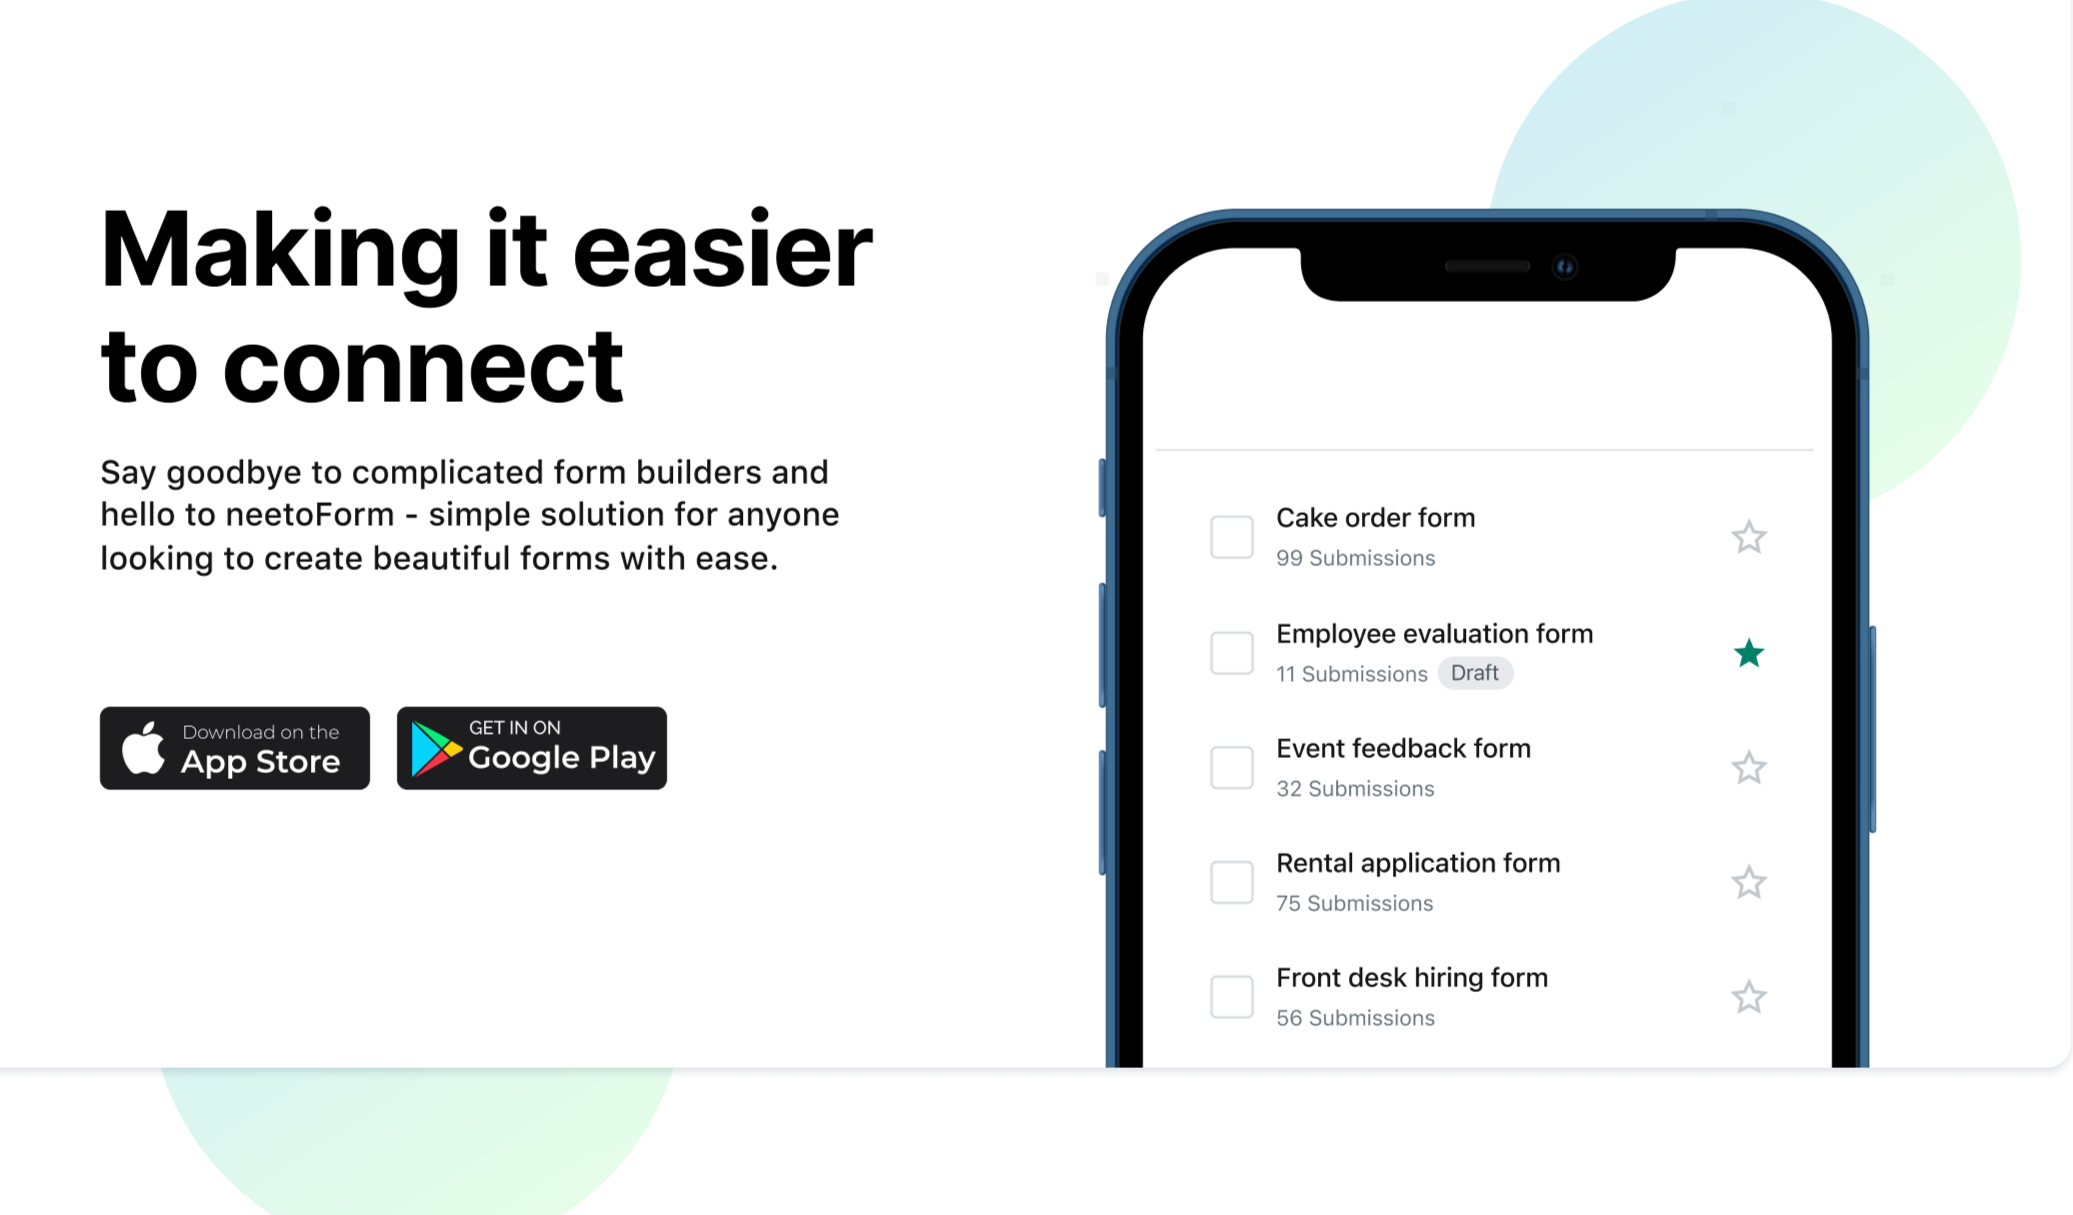 Making it easier
to connect
Say goodbye to complicated form builders and
hello to neetoForm - simple solution for anyone
looking to create beautiful forms with ease.
Download on the
App Store
GET IN ON
Google Play
Cake order form
99 Submissions
Employee evaluation form
11 Submissions Draft
Event feedback form
32 Submissions
Rental application form
75 Submissions
Front desk hiring form
56 Submissions